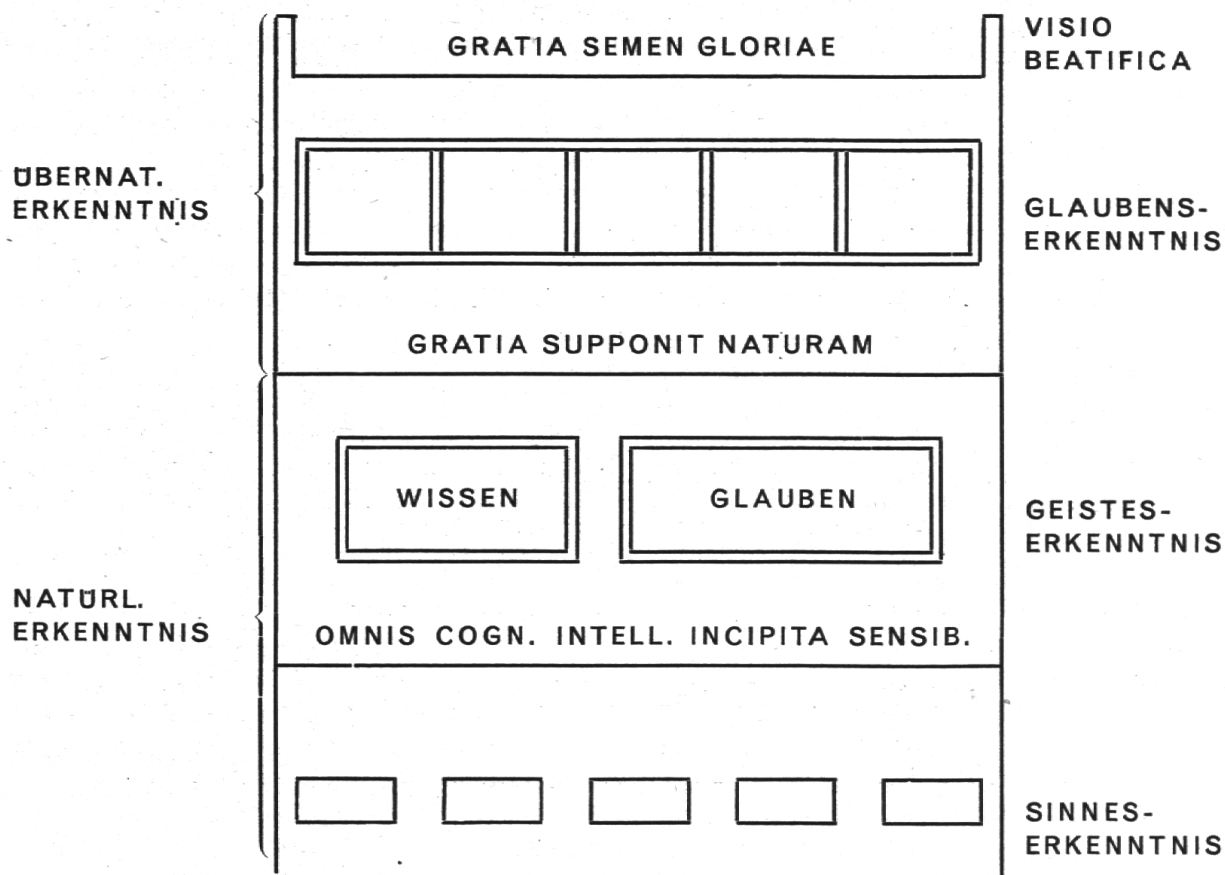 GRATIA SEMEN GLORIAE
VISIO
BEATIFICA
ÜBERNAT.
ERKENNTNIS
GLAUBENS-
ERKENNTNIS
GRATIA SUPPONIT NATURAM
WISSEN
GLAUBEN
GEISTES-
ERKENNTNIS
NATÜRL.
ERKENNTNIS
OMNIS COGN. INTELL. INCIPITA SENSIB.
SINNES-
ERKENNTNIS